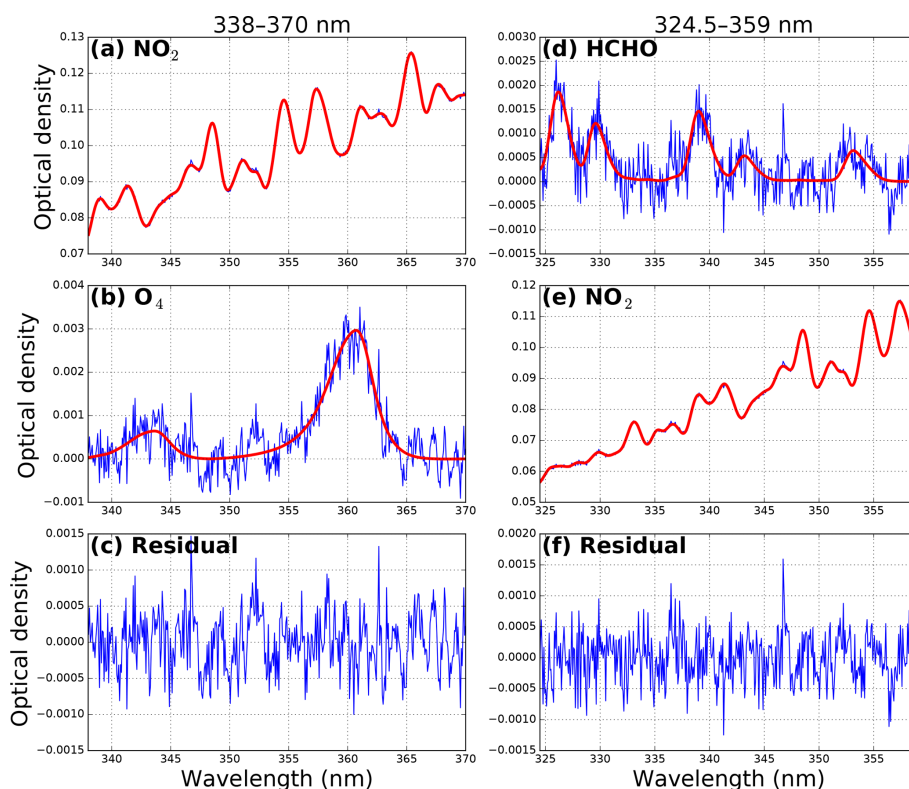 338–370 nm
324.5–359 nm
(a) NO₂
0.13
0.12
0.11
0.10
0.09
0.08
0.07
340 345 350 355 360 365 370
Optical density
(d) HCHO
0.0030
0.0025
0.0020
0.0015
0.0010
0.0005
0.0000
−0.0005
−0.0010
−0.0015
325 330 335 340 345 350 355
(b) O₄
0.004
0.003
0.002
0.001
0.000
−0.001
340 345 350 355 360 365 370
Optical density
(e) NO₂
0.12
0.11
0.10
0.09
0.08
0.07
0.06
0.05
325 330 335 340 345 350 355
(c) Residual
0.0015
0.0010
0.0005
0.0000
−0.0005
−0.0010
−0.0015
340 345 350 355 360 365 370
Optical density
Wavelength (nm)
(f) Residual
0.0020
0.0015
0.0010
0.0005
0.0000
−0.0005
−0.0010
−0.0015
325 330 335 340 345 350 355
Wavelength (nm)